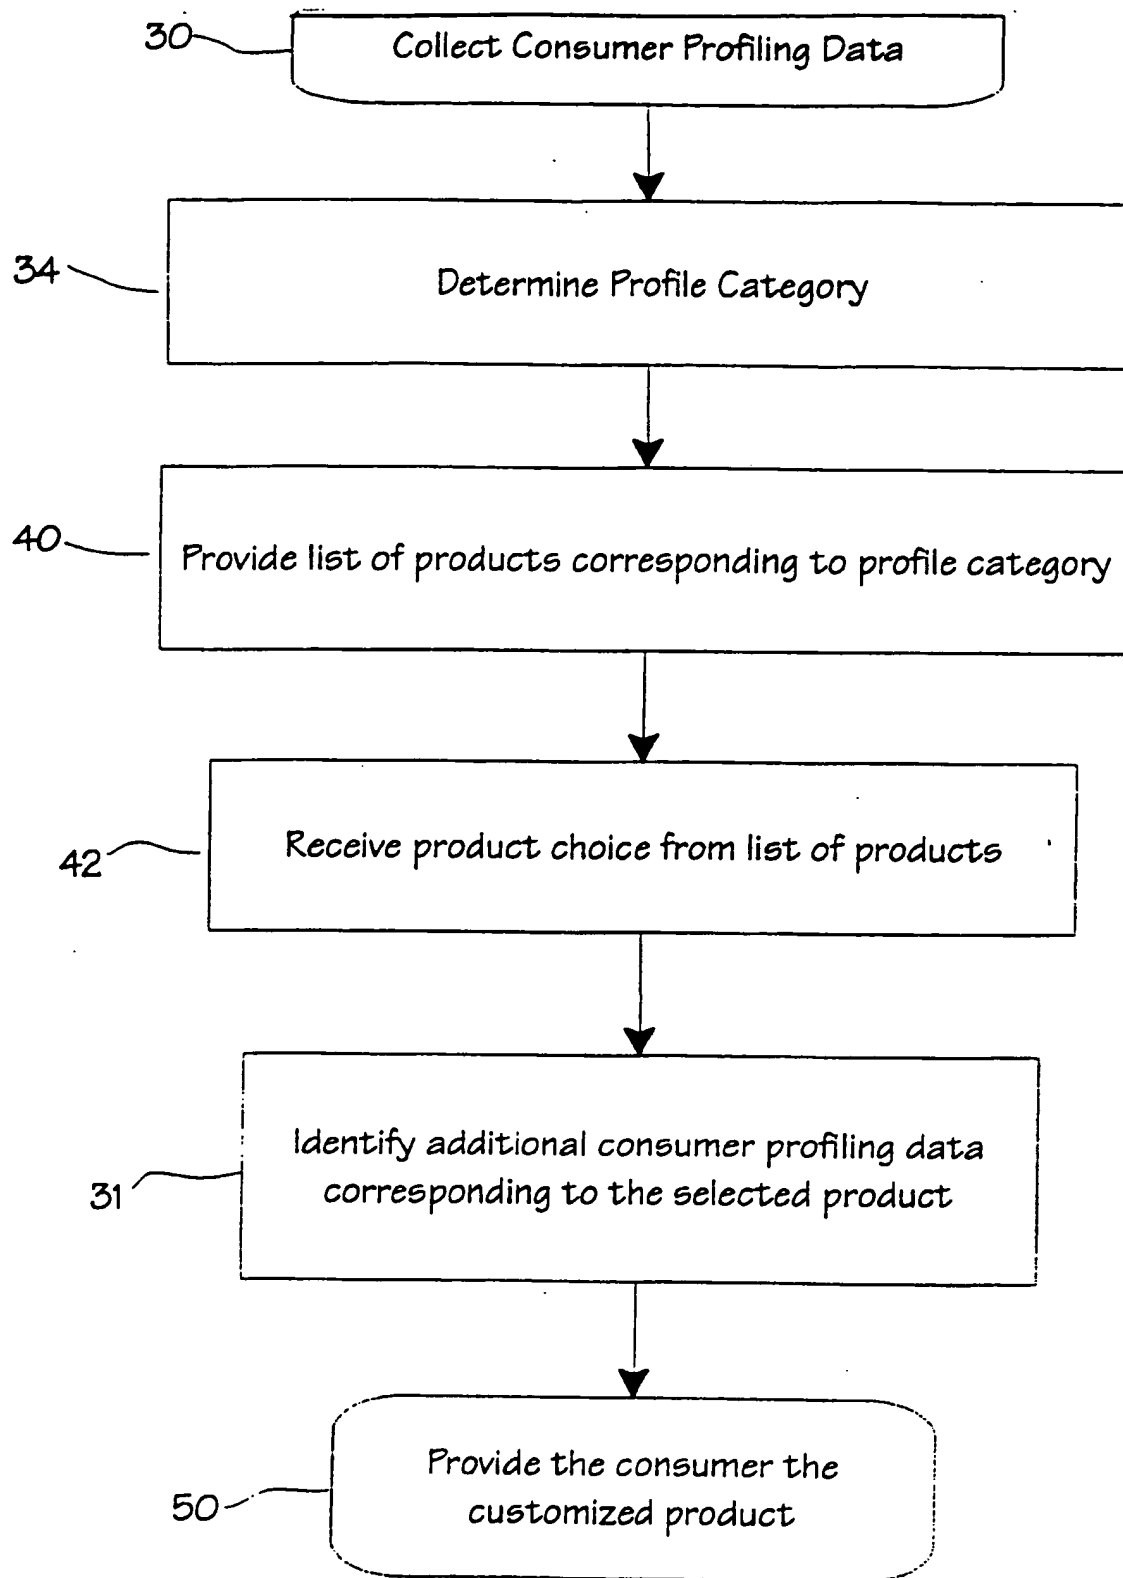 30
Collect Consumer Profiling Data
34
Determine Profile Category
40
Provide list of products corresponding to profile category
42
Receive product choice from list of products
31
Identify additional consumer profiling data
corresponding to the selected product
50
Provide the consumer the
customized product